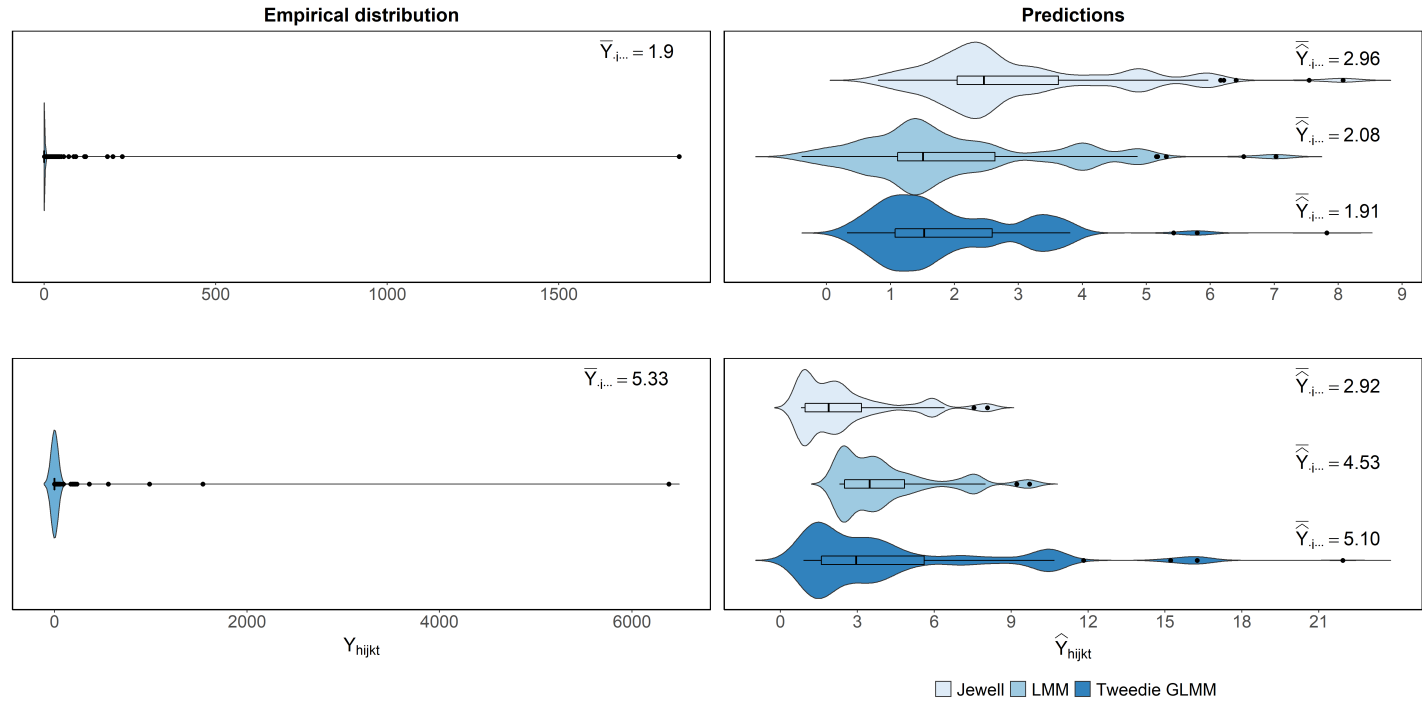 Empirical distribution
Predictions
Y̅.i... = 1.9
Ŷ̅.i... = 2.96
Ŷ̅.i... = 2.08
Ŷ̅.i... = 1.91
0 500 1000 1500
0 1 2 3 4 5 6 7 8 9
Y̅.i... = 5.33
Ŷ̅.i... = 2.92
Ŷ̅.i... = 4.53
Ŷ̅.i... = 5.10
0 2000 4000 6000
0 3 6 9 12 15 18 21
Yhijkt
Ŷhijkt
Jewell LMM Tweedie GLMM